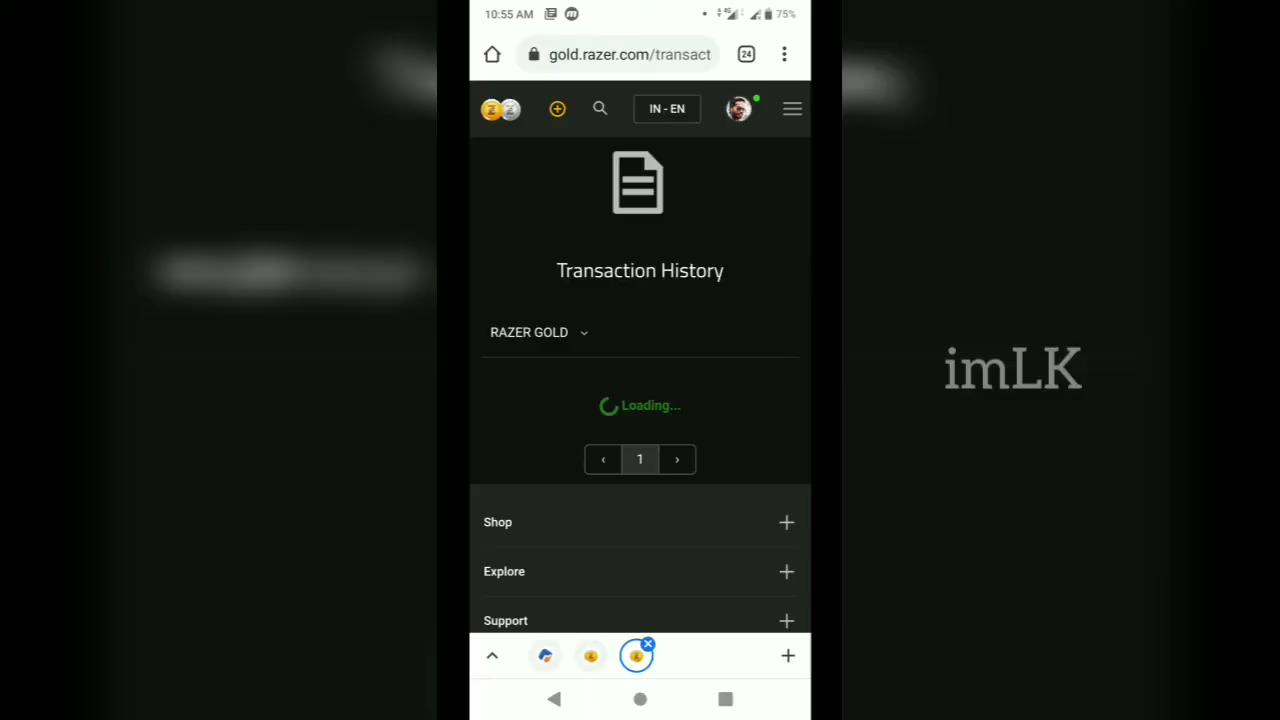 10:55 AM
4G
75%
gold.razer.com/transact
24
IN - EN
Transaction History
RAZER GOLD
Loading...
‹ 1 ›
Shop
Explore
Support
imLK